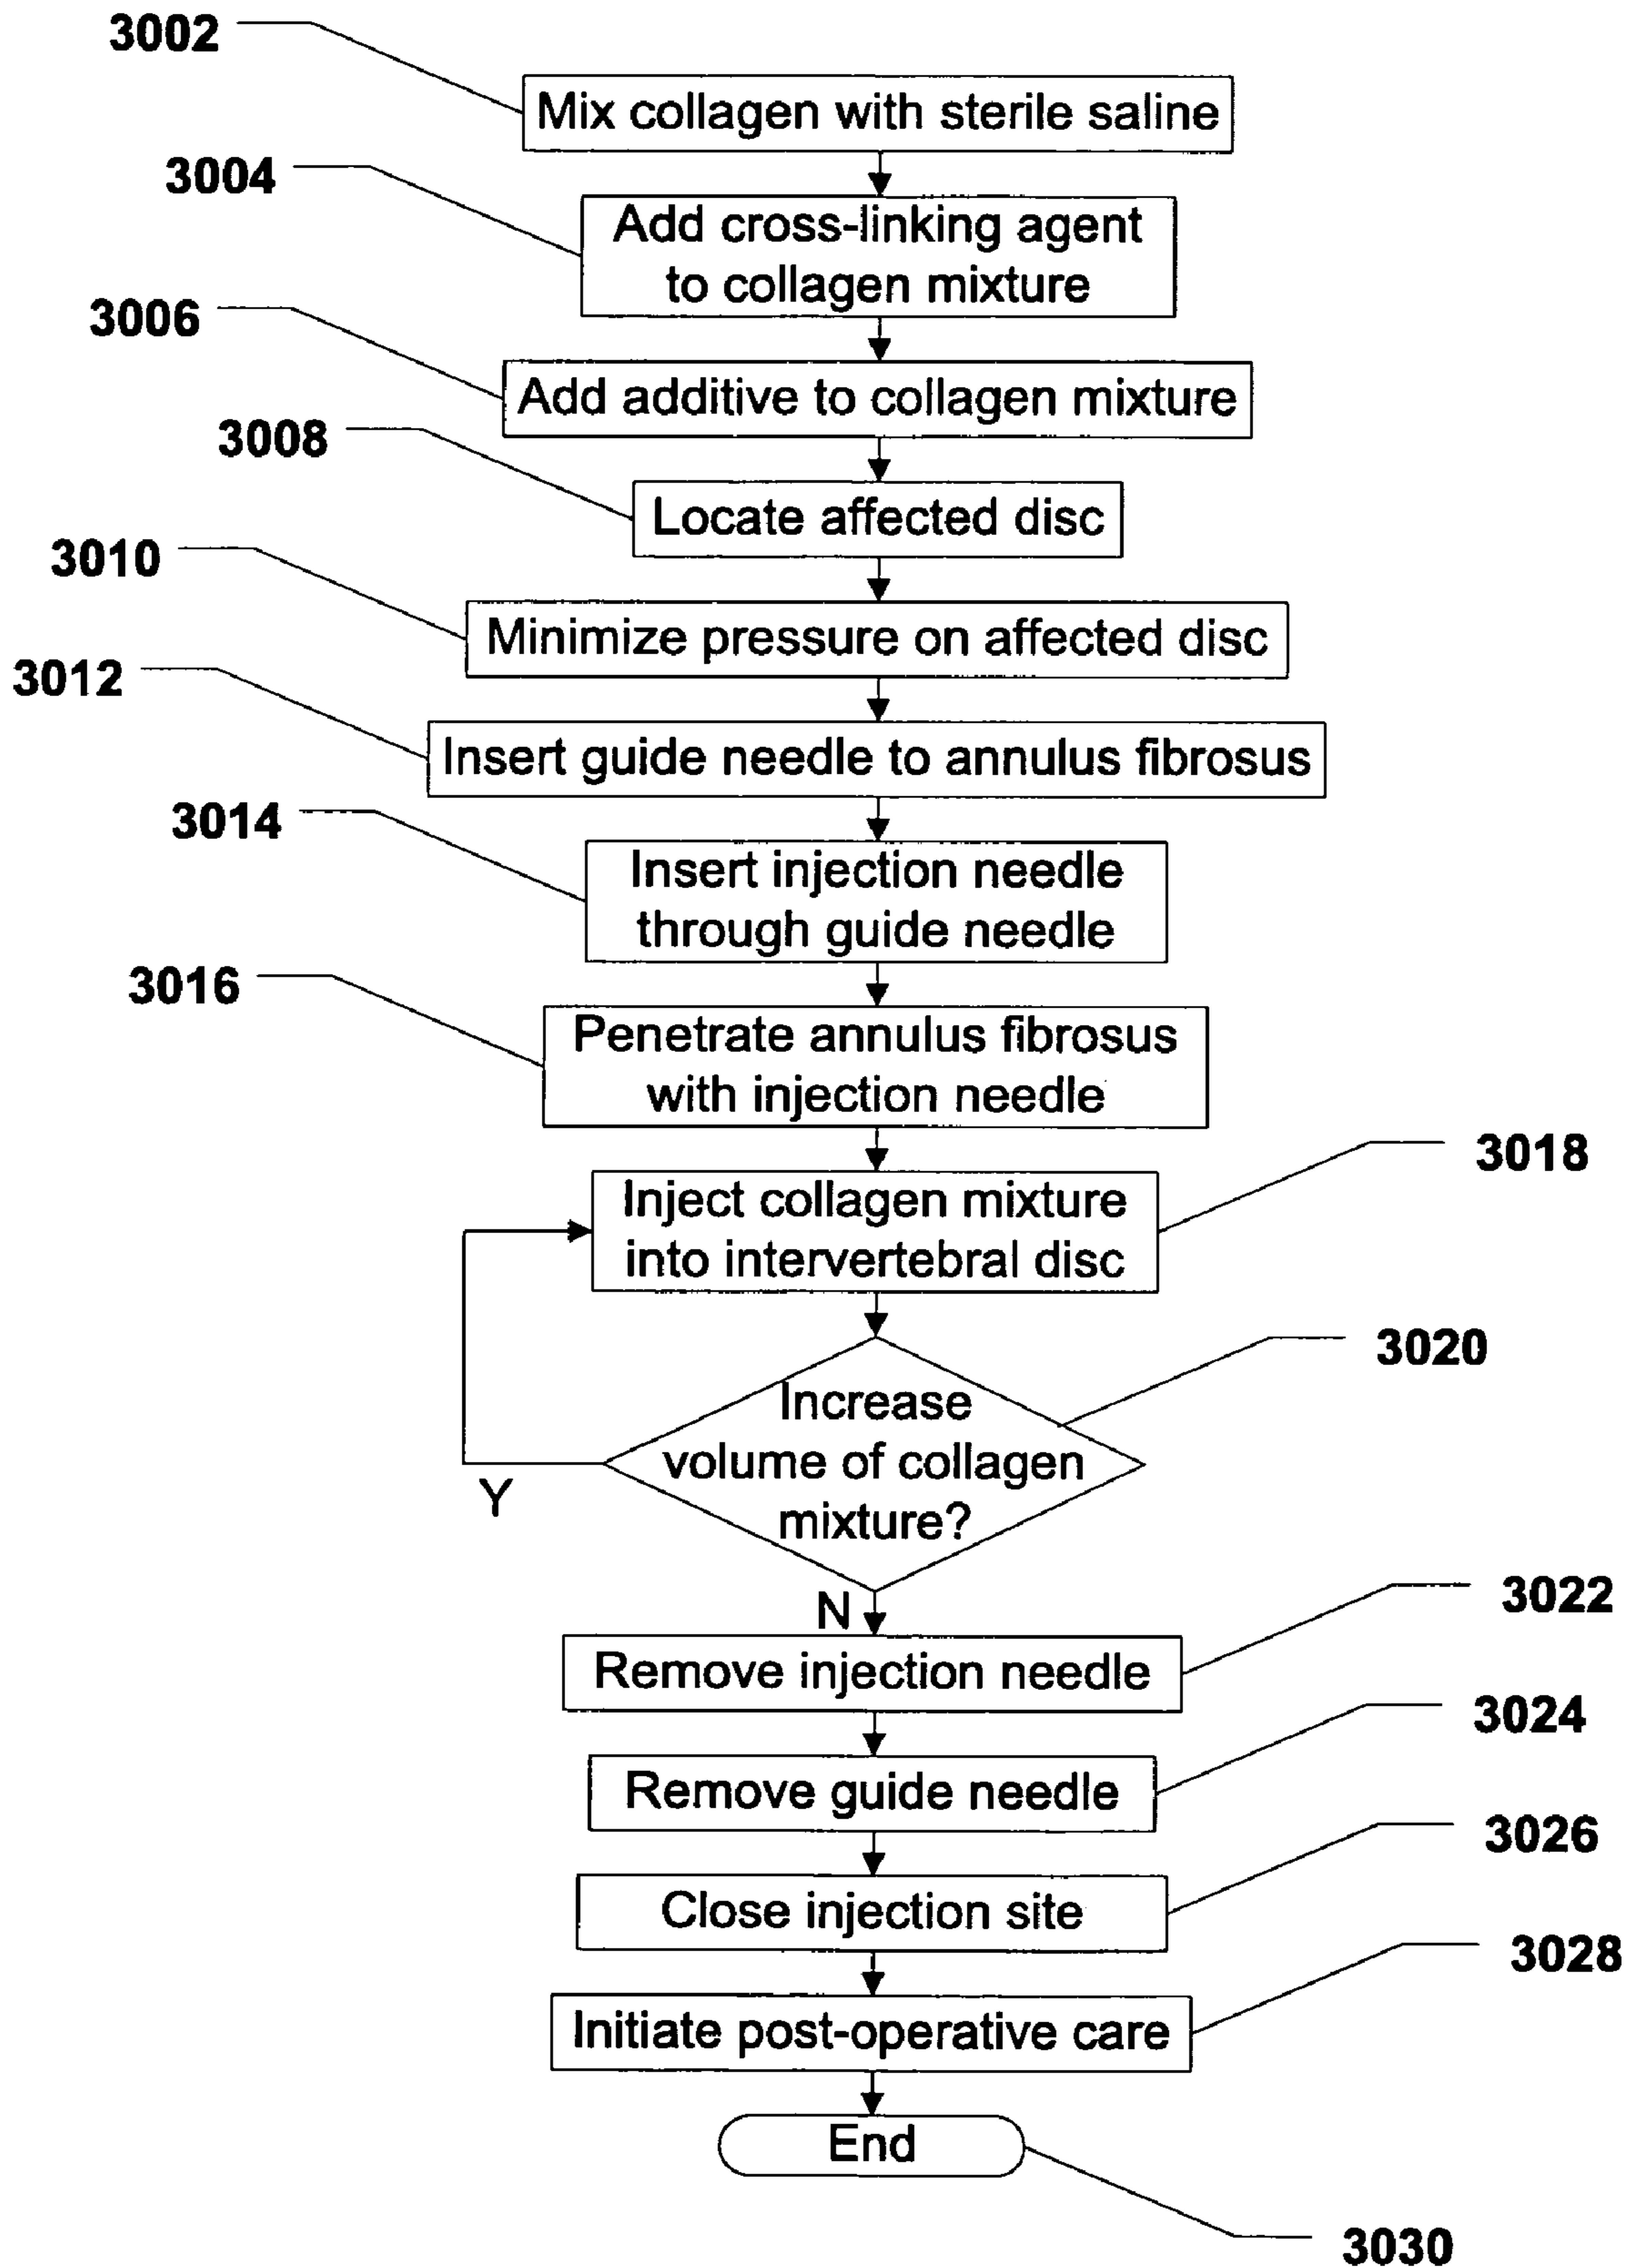 3002
Mix collagen with sterile saline
3004
Add cross-linking agent
to collagen mixture
3006
Add additive to collagen mixture
3008
Locate affected disc
3010
Minimize pressure on affected disc
3012
Insert guide needle to annulus fibrosus
3014
Insert injection needle
through guide needle
3016
Penetrate annulus fibrosus
with injection needle
3018
Inject collagen mixture
into intervertebral disc
3020
Increase
volume of collagen
mixture?
Y
N
3022
Remove injection needle
3024
Remove guide needle
3026
Close injection site
3028
Initiate post-operative care
End
3030